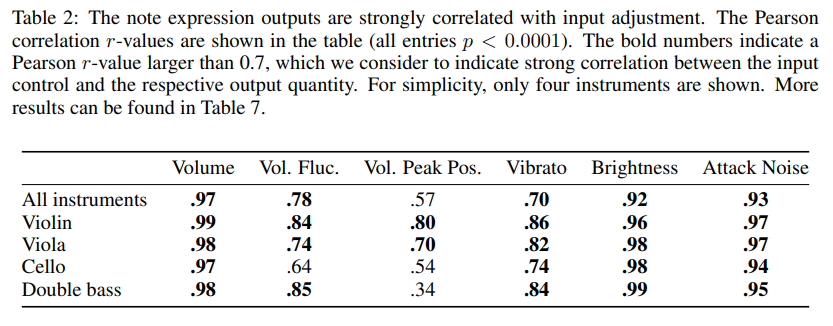 Table 2: The note expression outputs are strongly correlated with input adjustment. The Pearson
correlation r-values are shown in the table (all entries p < 0.0001). The bold numbers indicate a
Pearson r-value larger than 0.7, which we consider to indicate strong correlation between the input
control and the respective output quantity. For simplicity, only four instruments are shown. More
results can be found in Table 7.
Volume Vol. Fluc. Vol. Peak Pos. Vibrato Brightness Attack Noise
All instruments .97 .78 .57 .70 .92 .93
Violin .99 .84 .80 .86 .96 .97
Viola .98 .74 .70 .82 .98 .97
Cello .97 .64 .54 .74 .98 .94
Double bass .98 .85 .34 .84 .99 .95